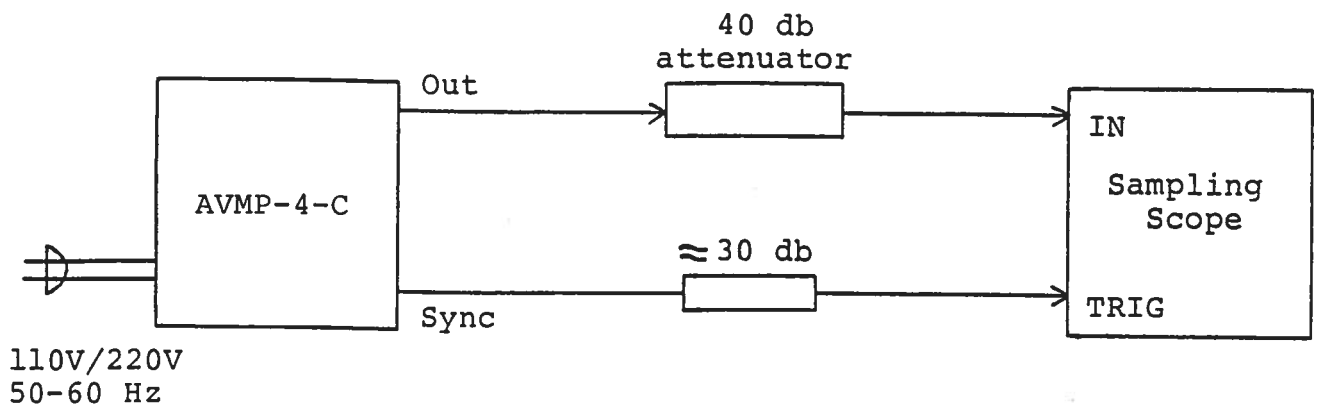 40 db
attenuator
Out
IN
AVMP-4-C
Sampling
Scope
≈ 30 db
Sync
TRIG
110V/220V
50-60 Hz